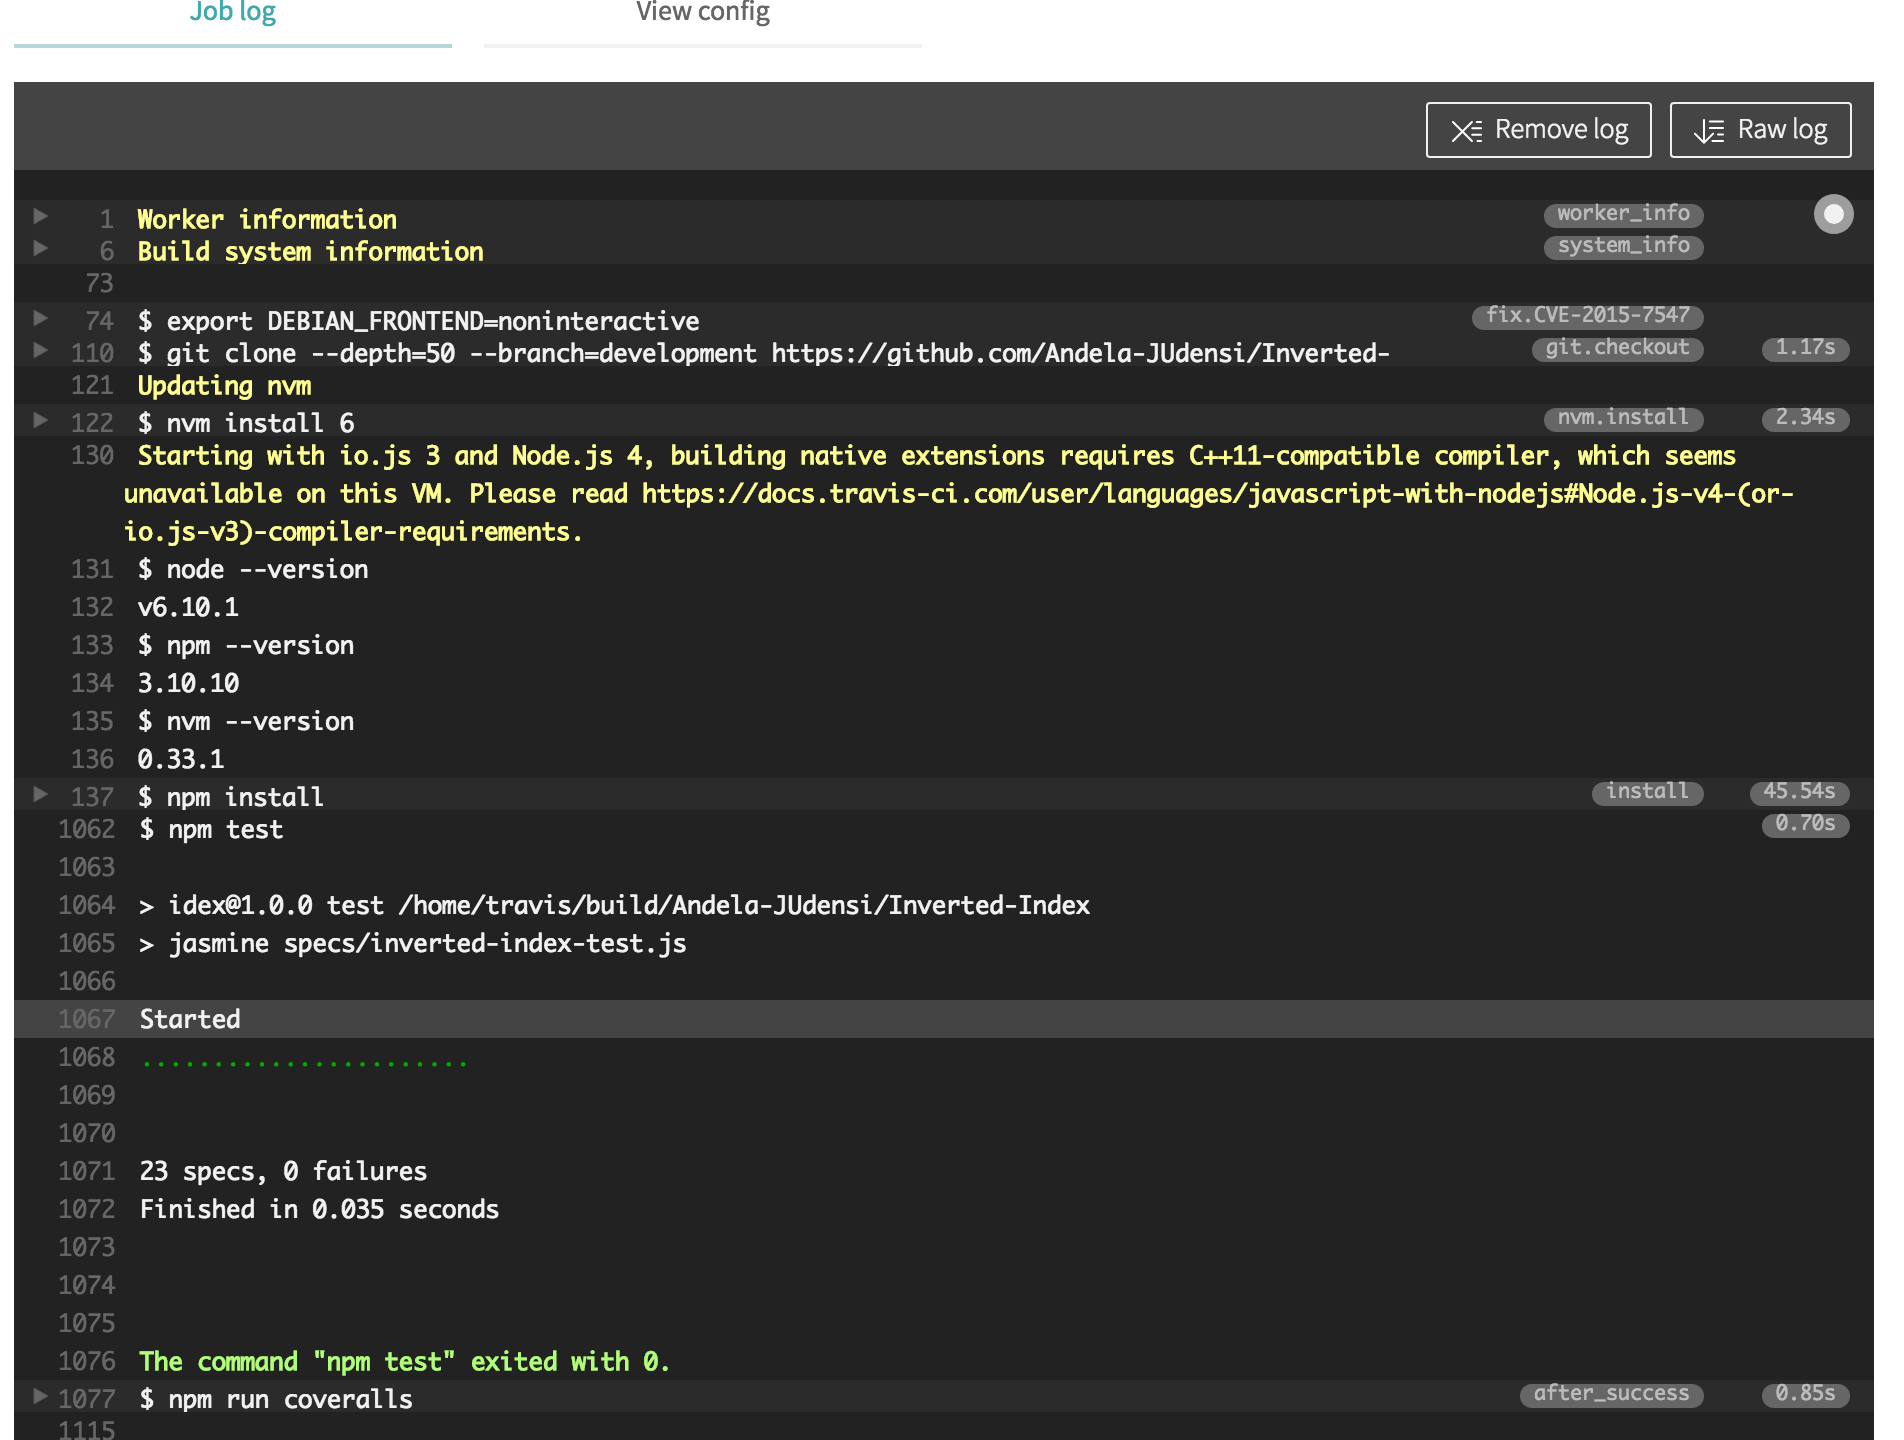 Job log View config
Remove log Raw log
1 Worker information worker_info
6 Build system information system_info
73
74 $ export DEBIAN_FRONTEND=noninteractive fix.CVE-2015-7547
110 $ git clone --depth=50 --branch=development https://github.com/Andela-JUdensi/Inverted- git.checkout 1.17s
121 Updating nvm
122 $ nvm install 6 nvm.install 2.34s
130 Starting with io.js 3 and Node.js 4, building native extensions requires C++11-compatible compiler, which seems
unavailable on this VM. Please read https://docs.travis-ci.com/user/languages/javascript-with-nodejs#Node.js-v4-(or-
io.js-v3)-compiler-requirements.
131 $ node --version
132 v6.10.1
133 $ npm --version
134 3.10.10
135 $ nvm --version
136 0.33.1
137 $ npm install install 45.54s
1062 $ npm test 0.70s
1063
1064 > idex@1.0.0 test /home/travis/build/Andela-JUdensi/Inverted-Index
1065 > jasmine specs/inverted-index-test.js
1066
1067 Started
1068 .......................
1069
1070
1071 23 specs, 0 failures
1072 Finished in 0.035 seconds
1073
1074
1075
1076 The command "npm test" exited with 0.
1077 $ npm run coveralls after_success 0.85s
1115